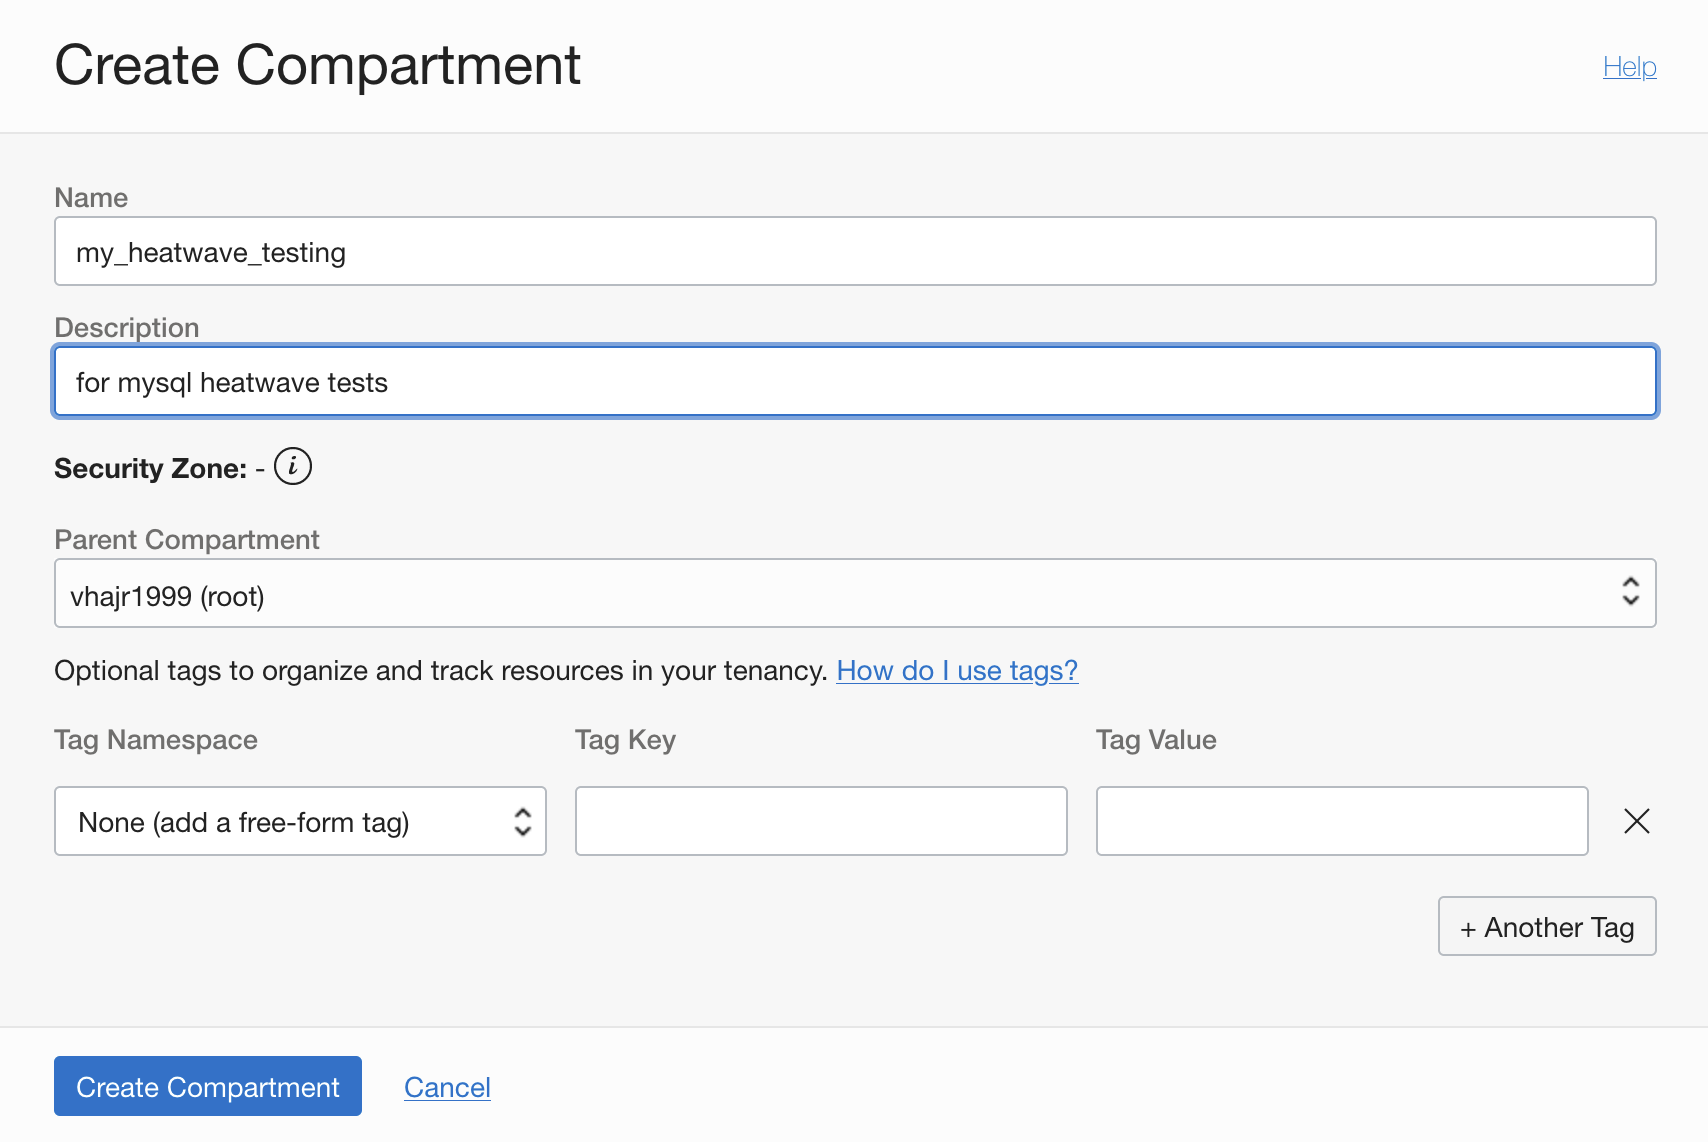 Create Compartment
Help
Name
my_heatwave_testing
Description
for mysql heatwave tests
Security Zone: - i
Parent Compartment
vhajr1999 (root)
Optional tags to organize and track resources in your tenancy. How do I use tags?
Tag Namespace Tag Key Tag Value
None (add a free-form tag)
+ Another Tag
Create Compartment Cancel